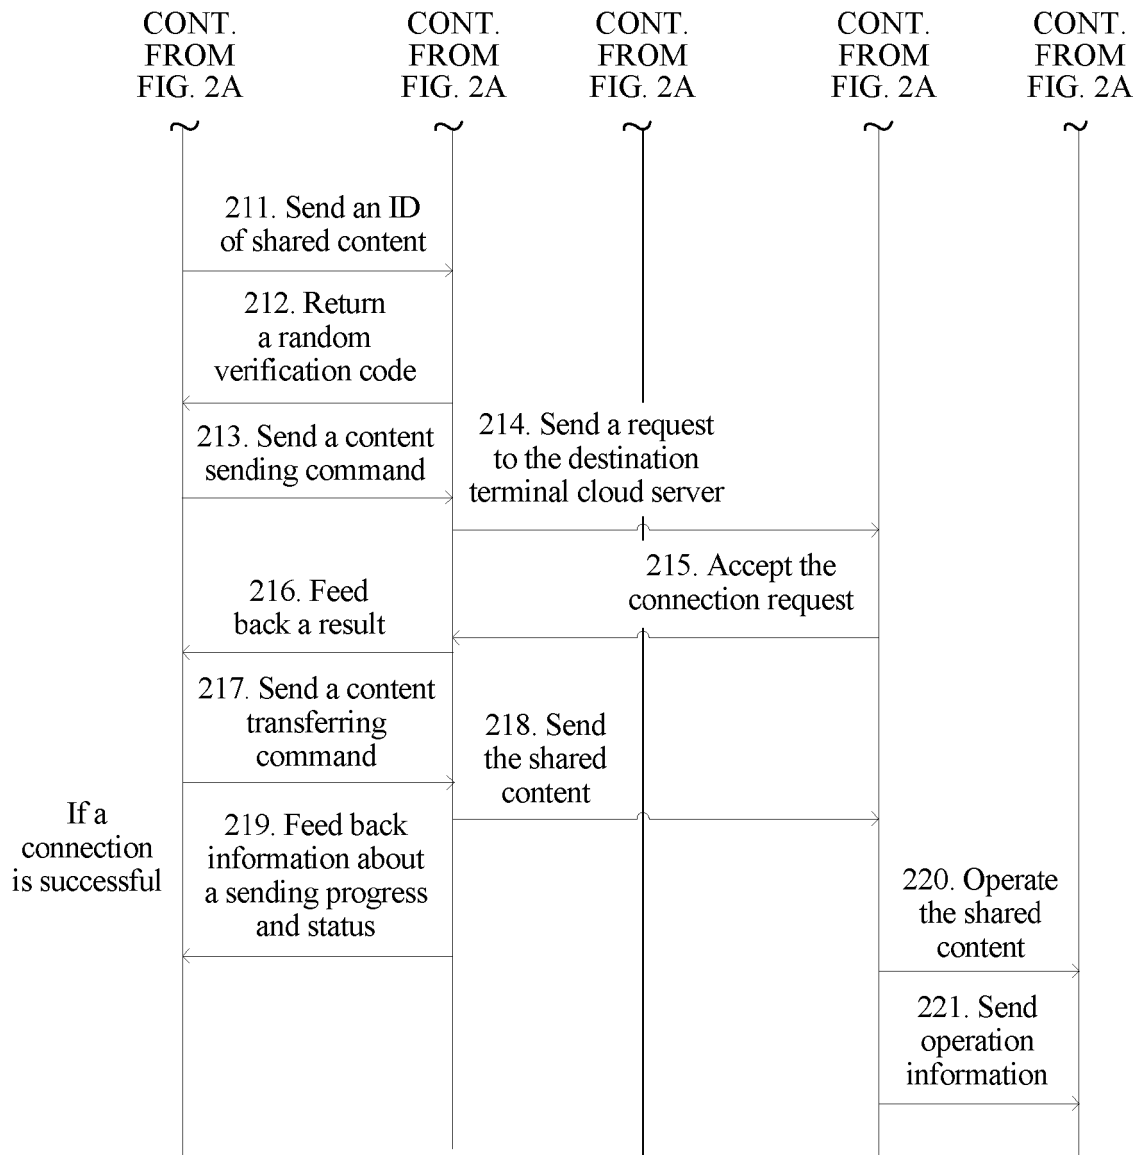 CONT.
FROM
FIG. 2A
CONT.
FROM
FIG. 2A
CONT.
FROM
FIG. 2A
CONT.
FROM
FIG. 2A
CONT.
FROM
FIG. 2A
211. Send an ID
of shared content
212. Return
a random
verification code
213. Send a content
sending command
214. Send a request
to the destination
terminal cloud server
215. Accept the
connection request
216. Feed
back a result
217. Send a content
transferring
command
218. Send
the shared
content
If a
connection
is successful
219. Feed back
information about
a sending progress
and status
220. Operate
the shared
content
221. Send
operation
information